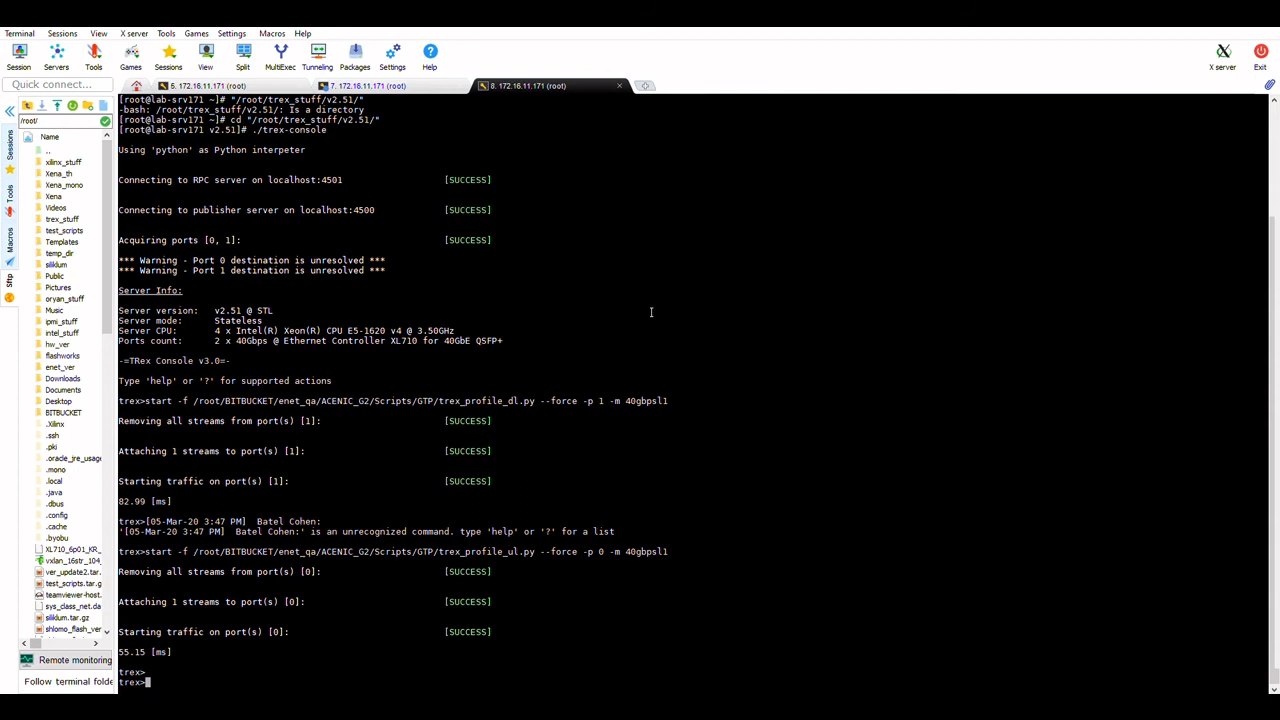 Terminal Sessions View X server Tools Games Settings Macros Help
Session Servers Tools Games Sessions View Split MultiExec Tunneling Packages Settings Help X server Exit
Quick connect...
5. 172.16.11.171 (root)
7. 172.16.11.171 (root)
8. 172.16.11.171 (root)
/root/
Name
..
xilinx_stuff
Xena_th
Xena_mono
Xena
Videos
trex_stuff
test_scripts
Templates
temp_dir
siliklum
Public
Pictures
oryan_stuff
Music
ipmi_stuff
intel_stuff
hw_ver
flashworks
enet_ver
Downloads
Documents
Desktop
BITBUCKET
.Xilinx
.ssh
.pki
.oracle_jre_usage
.mono
.local
.java
.dbus
.config
.cache
.byobu
XL710_6p01_KR_
vxlan_16str_104_
ver_update2.tar.
test_scripts.tar.g
teamviewer-host.
sys_class_net.da
siliklum.tar.gz
shlomo_flash_ver
Remote monitoring
Follow terminal folde
Sessions
Tools
Macros
Sftp
[root@lab-srv171 ~]# "/root/trex_stuff/v2.51/"
-bash: /root/trex_stuff/v2.51/: Is a directory
[root@lab-srv171 ~]# cd "/root/trex_stuff/v2.51/"
[root@lab-srv171 v2.51]# ./trex-console
Using 'python' as Python interpeter
Connecting to RPC server on localhost:4501 [SUCCESS]
Connecting to publisher server on localhost:4500 [SUCCESS]
Acquiring ports [0, 1]: [SUCCESS]
*** Warning - Port 0 destination is unresolved ***
*** Warning - Port 1 destination is unresolved ***
Server Info:
Server version: v2.51 @ STL
Server mode: Stateless
Server CPU: 4 x Intel(R) Xeon(R) CPU E5-1620 v4 @ 3.50GHz
Ports count: 2 x 40Gbps @ Ethernet Controller XL710 for 40GbE QSFP+
-=TRex Console v3.0=-
Type 'help' or '?' for supported actions
trex>start -f /root/BITBUCKET/enet_qa/ACENIC_G2/Scripts/GTP/trex_profile_dl.py --force -p 1 -m 40gbpsl1
Removing all streams from port(s) [1]: [SUCCESS]
Attaching 1 streams to port(s) [1]: [SUCCESS]
Starting traffic on port(s) [1]: [SUCCESS]
82.99 [ms]
trex>[05-Mar-20 3:47 PM] Batel Cohen:
'[05-Mar-20 3:47 PM] Batel Cohen:' is an unrecognized command. type 'help' or '?' for a list
trex>start -f /root/BITBUCKET/enet_qa/ACENIC_G2/Scripts/GTP/trex_profile_ul.py --force -p 0 -m 40gbpsl1
Removing all streams from port(s) [0]: [SUCCESS]
Attaching 1 streams to port(s) [0]: [SUCCESS]
Starting traffic on port(s) [0]: [SUCCESS]
55.15 [ms]
trex>
trex>